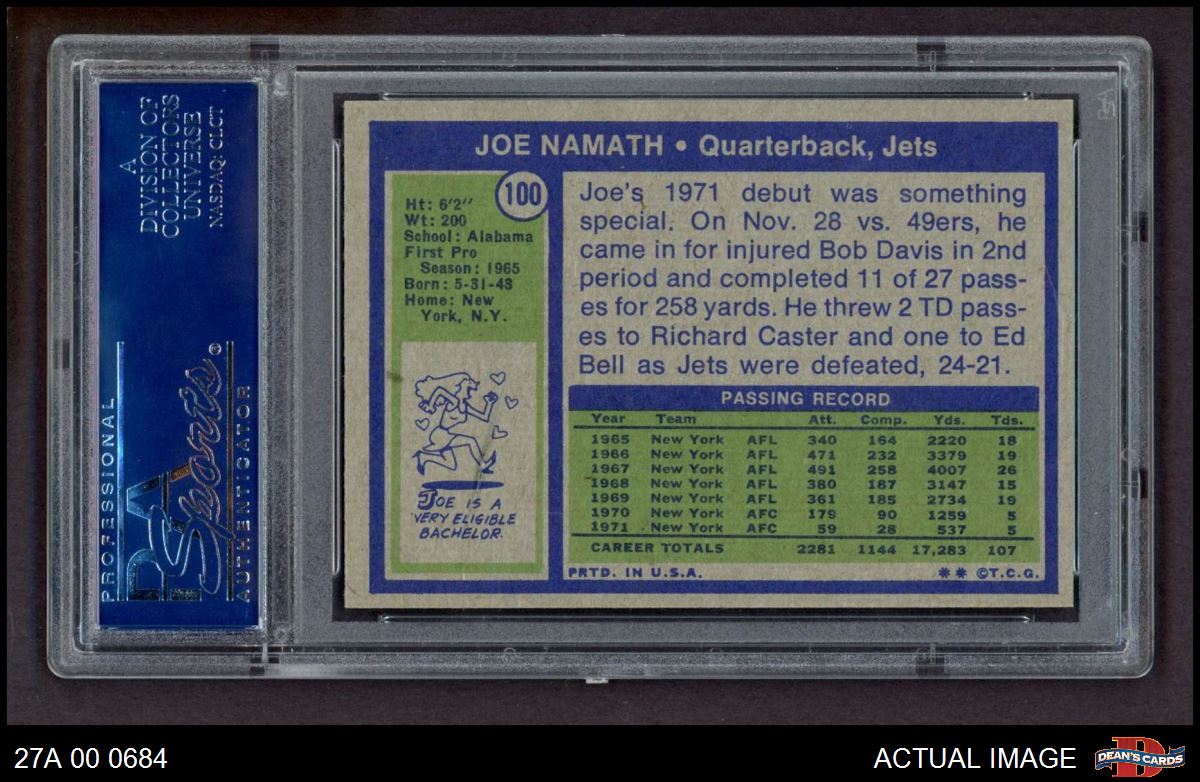 A
DIVISION OF
COLLECTORS
UNIVERSE
NASDAQ: CLCT
PROFESSIONAL
PSA
Sports ®
AUTHENTICATOR
JOE NAMATH • Quarterback, Jets
100
Ht: 6'2"
Wt: 200
School: Alabama
First Pro
Season: 1965
Born: 5-31-43
Home: New
York, N.Y.
JOE IS A
VERY ELIGIBLE
BACHELOR.
Joe's 1971 debut was something
special. On Nov. 28 vs. 49ers, he
came in for injured Bob Davis in 2nd
period and completed 11 of 27 pass-
es for 258 yards. He threw 2 TD pass-
es to Richard Caster and one to Ed
Bell as Jets were defeated, 24-21.
PASSING RECORD
Year Team Att. Comp. Yds. Tds.
1965 New York AFL 340 164 2220 18
1966 New York AFL 471 232 3379 19
1967 New York AFL 491 258 4007 26
1968 New York AFL 380 187 3147 15
1969 New York AFL 361 185 2734 19
1970 New York AFC 179 90 1259 5
1971 New York AFC 59 28 537 5
CAREER TOTALS 2281 1144 17,283 107
PRTD. IN U.S.A. ** ©T.C.G.
27A 00 0684
ACTUAL IMAGE
DEAN'S CARDS